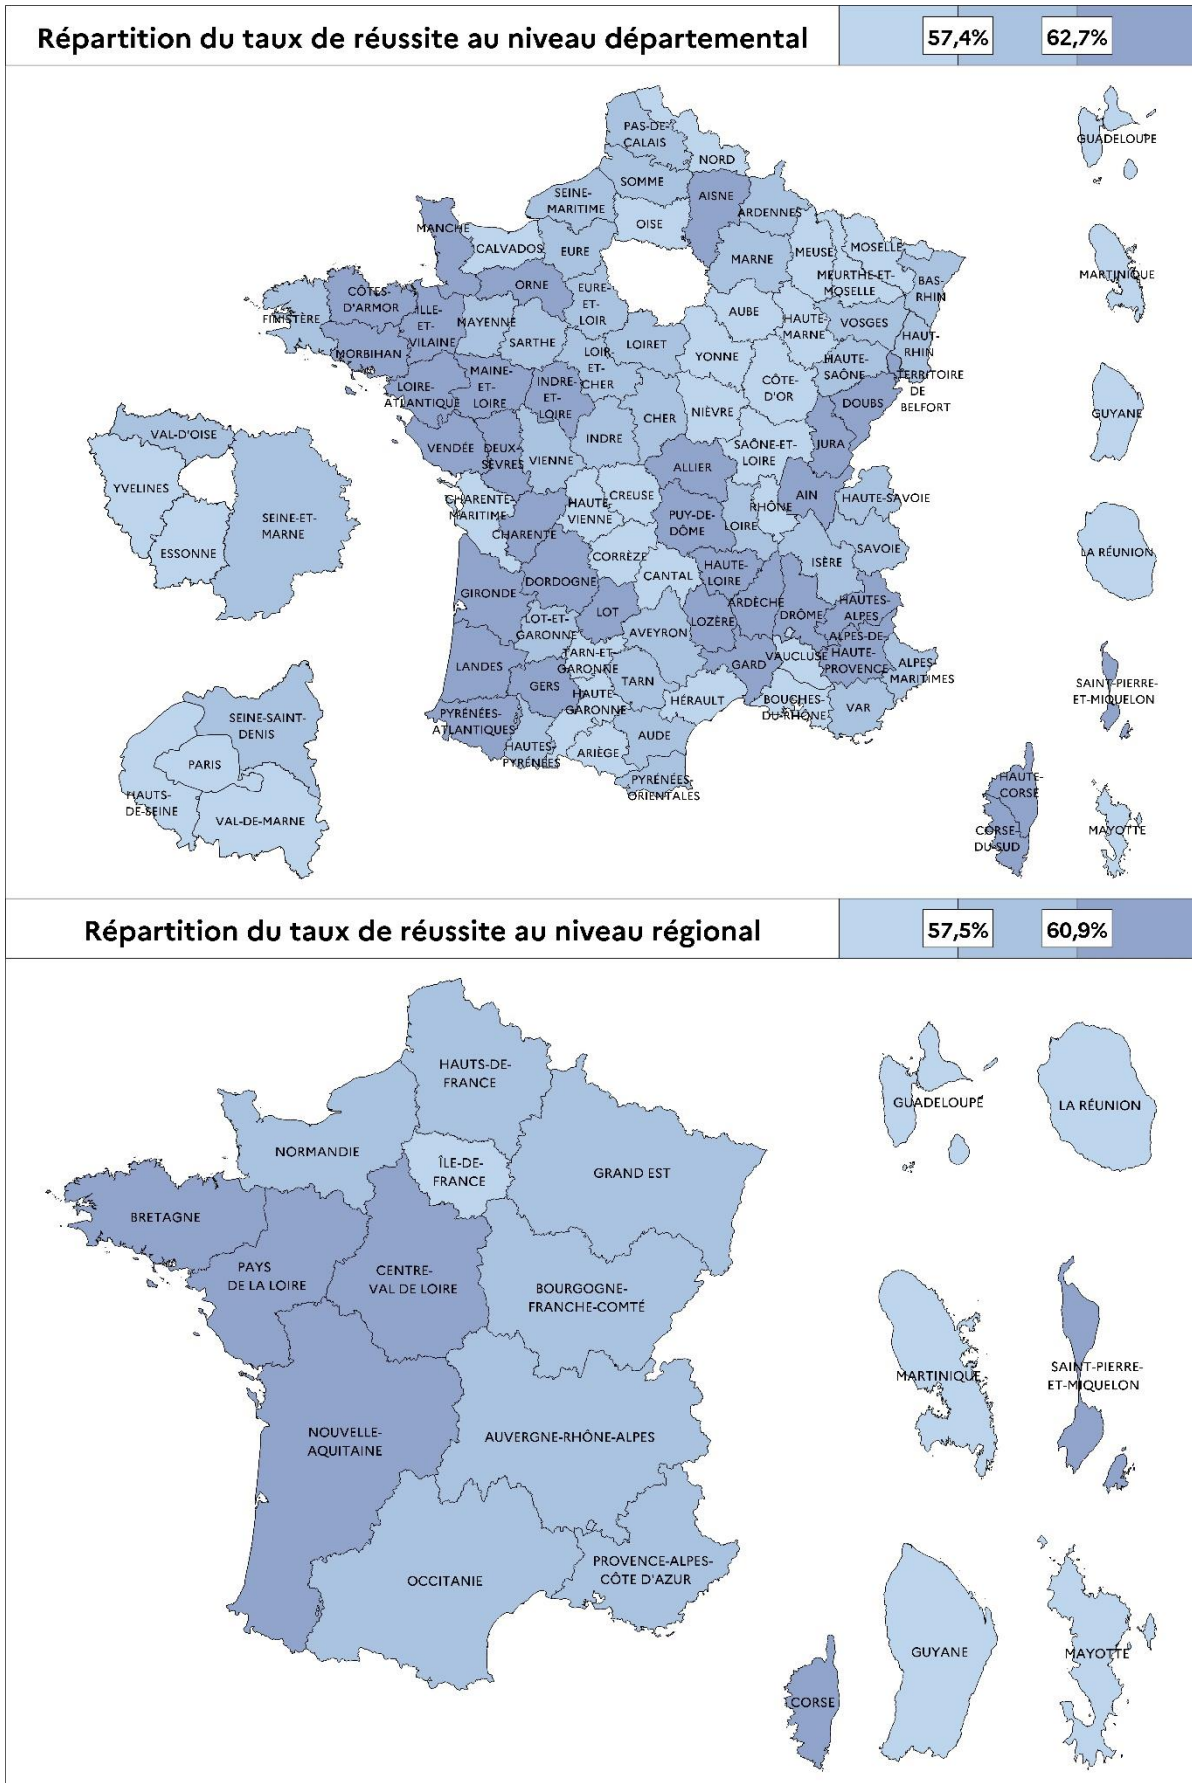 Répartition du taux de réussite au niveau départemental
57,4%
62,7%
PAS-DE-
CALAIS
NORD
GUADELOUPE
SOMME
SEINE-
MARITIME
AISNE
ARDENNES
OISE
MANCHE
CALVADOS
EURE
MARNE
MEUSE
MOSELLE
MEURTHE-ET-
MOSELLE
BAS-
RHIN
MARTINIQUE
ORNE
CÔTES-
D'ARMOR
ILLE-
ET-
VILAINE
FINISTÈRE
MAYENNE
EURE-
ET-
LOIR
AUBE
HAUTE-
MARNE
VOSGES
HAUT-
RHIN
MORBIHAN
SARTHE
LOIR-
ET-
CHER
LOIRET
YONNE
HAUTE-
SAÔNE
TERRITOIRE
DE
BELFORT
LOIRE-
ATLANTIQUE
MAINE-
ET-
LOIRE
INDRE-
ET-
LOIRE
CÔTE-
D'OR
DOUBS
GUYANE
CHER
NIÈVRE
VAL-D'OISE
VENDÉE
DEUX-
SÈVRES
VIENNE
INDRE
SAÔNE-ET-
LOIRE
JURA
ALLIER
YVELINES
CHARENTE-
MARITIME
HAUTE-
VIENNE
CREUSE
PUY-DE-
DÔME
LOIRE
RHÔNE
AIN
HAUTE-SAVOIE
SEINE-ET-
MARNE
ESSONNE
CHARENTE
CORRÈZE
SAVOIE
ISÈRE
LA RÉUNION
DORDOGNE
CANTAL
HAUTE-
LOIRE
GIRONDE
LOT
ARDÈCHE
DRÔME
HAUTES-
ALPES
LOT-ET-
GARONNE
AVEYRON
LOZÈRE
ALPES-DE-
HAUTE-
PROVENCE
LANDES
TARN-ET-
GARONNE
GARD
VAUCLUSE
ALPES-
MARITIMES
GERS
TARN
SAINT-PIERRE-
ET-MIQUELON
HAUTE-
GARONNE
HÉRAULT
BOUCHES-
DU-RHÔNE
VAR
PYRÉNÉES-
ATLANTIQUES
SEINE-SAINT-
DENIS
HAUTES-
PYRÉNÉES
ARIÈGE
AUDE
PARIS
PYRÉNÉES-
ORIENTALES
HAUTE-
CORSE
HAUTS-
DE-SEINE
VAL-DE-MARNE
CORSE-
DU-SUD
MAYOTTE
Répartition du taux de réussite au niveau régional
57,5%
60,9%
HAUTS-DE-
FRANCE
GUADELOUPE
LA RÉUNION
NORMANDIE
ÎLE-DE-
FRANCE
GRAND EST
BRETAGNE
PAYS
DE LA LOIRE
CENTRE-
VAL DE LOIRE
BOURGOGNE-
FRANCHE-COMTÉ
MARTINIQUE
SAINT-PIERRE-
ET-MIQUELON
NOUVELLE-
AQUITAINE
AUVERGNE-RHÔNE-ALPES
OCCITANIE
PROVENCE-ALPES-
CÔTE D'AZUR
GUYANE
MAYOTTE
CORSE